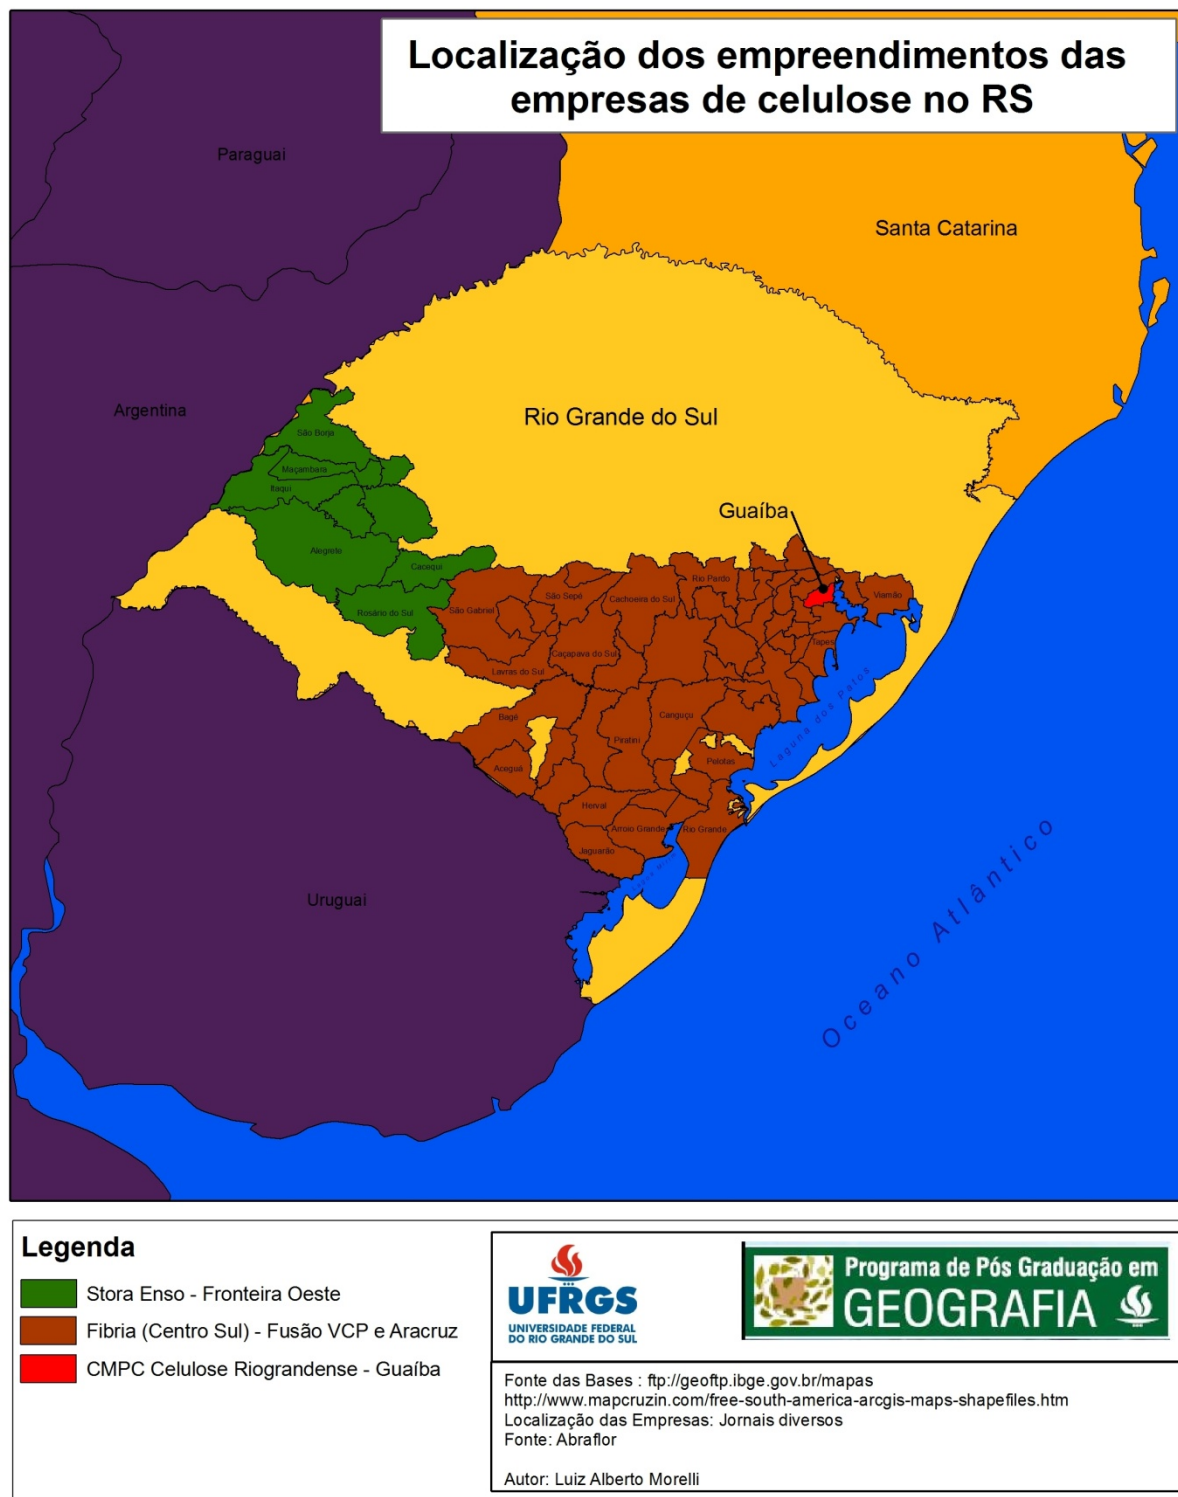 Localização dos empreendimentos das
empresas de celulose no RS
Paraguai
Santa Catarina
Argentina
Rio Grande do Sul
São Borja
Maçambara
Itaqui
Guaíba
Alegrete
Cacequi
Rosário do Sul
São Gabriel
São Sepé
Cachoeira do Sul
Rio Pardo
Viamão
Tapes
Caçapava do Sul
Lavras do Sul
Laguna dos Patos
Bagé
Canguçu
Piratini
Pelotas
Aceguá
Herval
Arroio Grande
Rio Grande
Jaguarão
Uruguai
Oceano Atlântico
Legenda
Stora Enso - Fronteira Oeste
Fibria (Centro Sul) - Fusão VCP e Aracruz
CMPC Celulose Riograndense - Guaíba
UFRGS
UNIVERSIDADE FEDERAL
DO RIO GRANDE DO SUL
Programa de Pós Graduação em
GEOGRAFIA
Fonte das Bases : ftp://geoftp.ibge.gov.br/mapas
http://www.mapcruzin.com/free-south-america-arcgis-maps-shapefiles.htm
Localização das Empresas: Jornais diversos
Fonte: Abraflor
Autor: Luiz Alberto Morelli